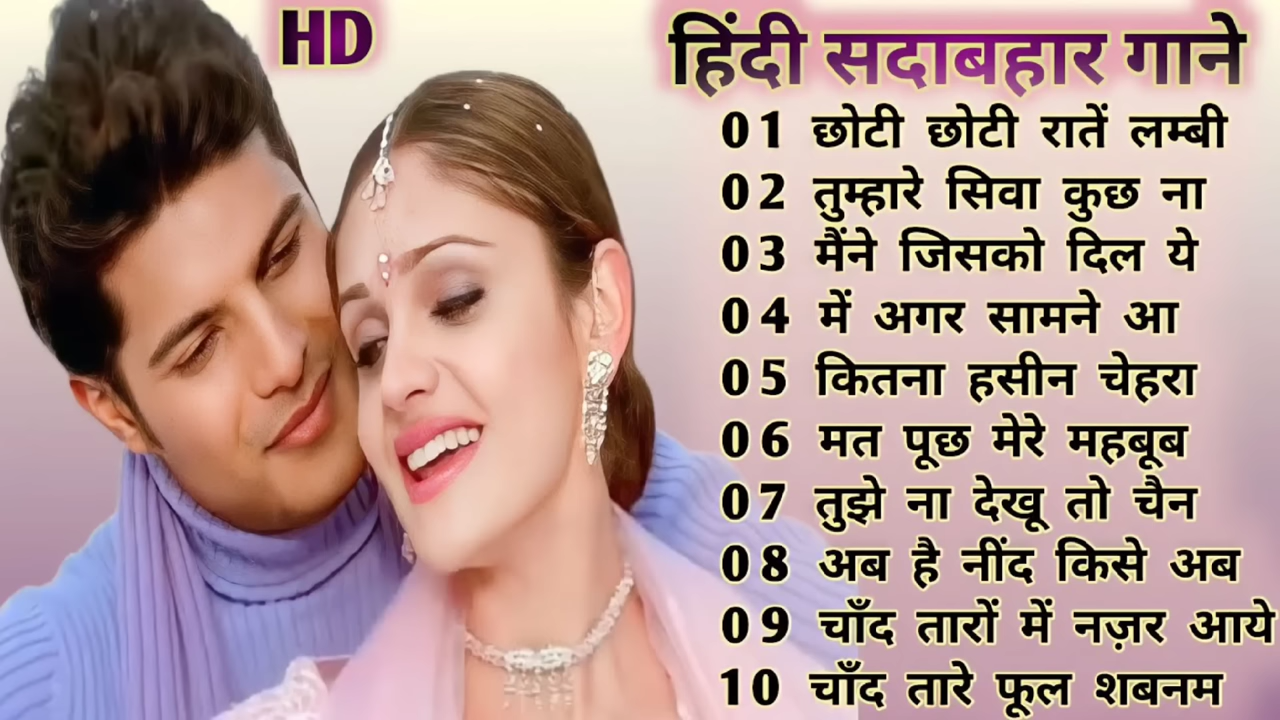 HD
हिंदी सदाबहार गाने
01 छोटी छोटी रातें लम्बी
02 तुम्हारे सिवा कुछ ना
03 मैंने जिसको दिल ये
04 में अगर सामने आ
05 कितना हसीन चेहरा
06 मत पूछ मेरे महबूब
07 तुझे ना देखू तो चैन
08 अब है नींद किसे अब
09 चाँद तारों में नज़र आये
10 चाँद तारे फूल शबनम